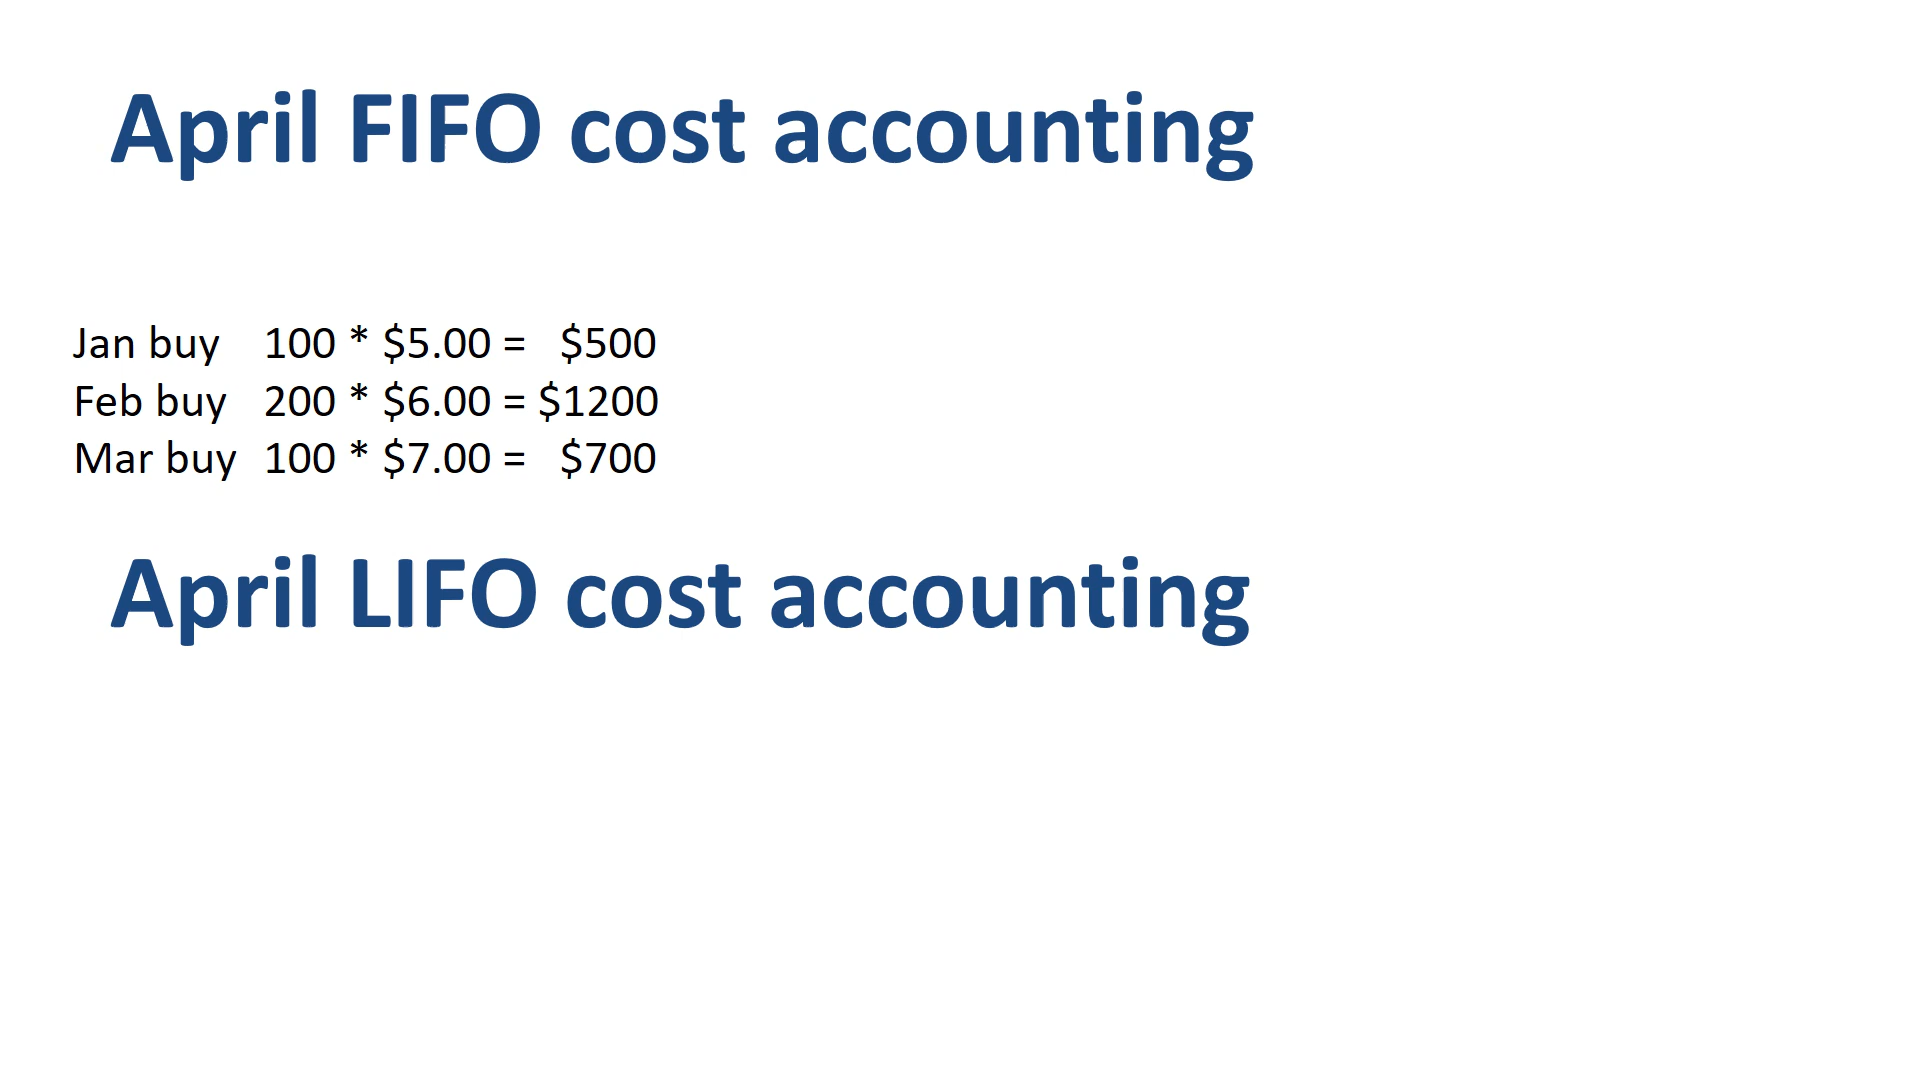 April FIFO cost accounting
Jan buy 100 * $5.00 = $500
Feb buy 200 * $6.00 = $1200
Mar buy 100 * $7.00 = $700
April LIFO cost accounting